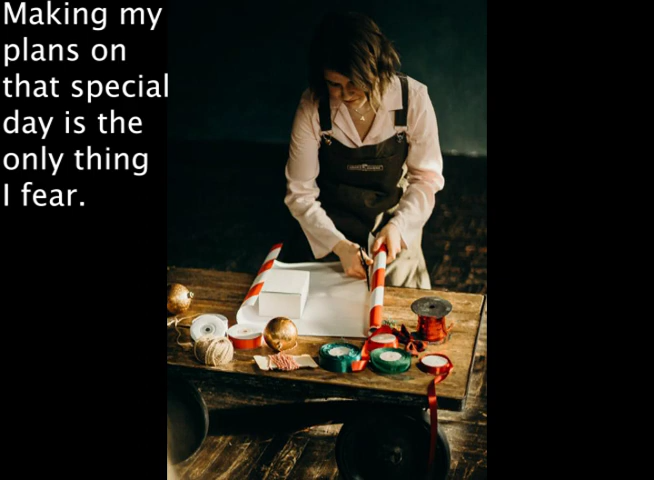 Making my
plans on
that special
day is the
only thing
I fear.